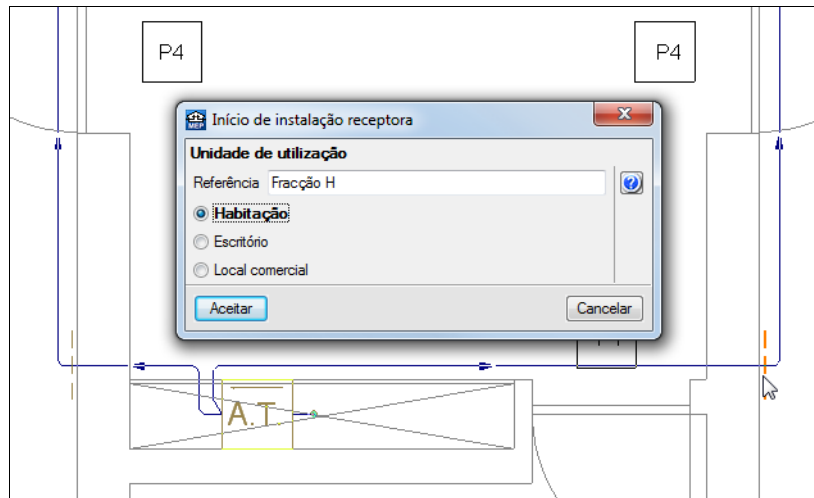 P4
P4
MEP
Início de instalação receptora
Unidade de utilização
Referência Fracção H
Habitação
Escritório
Local comercial
Aceitar
Cancelar
A.T.